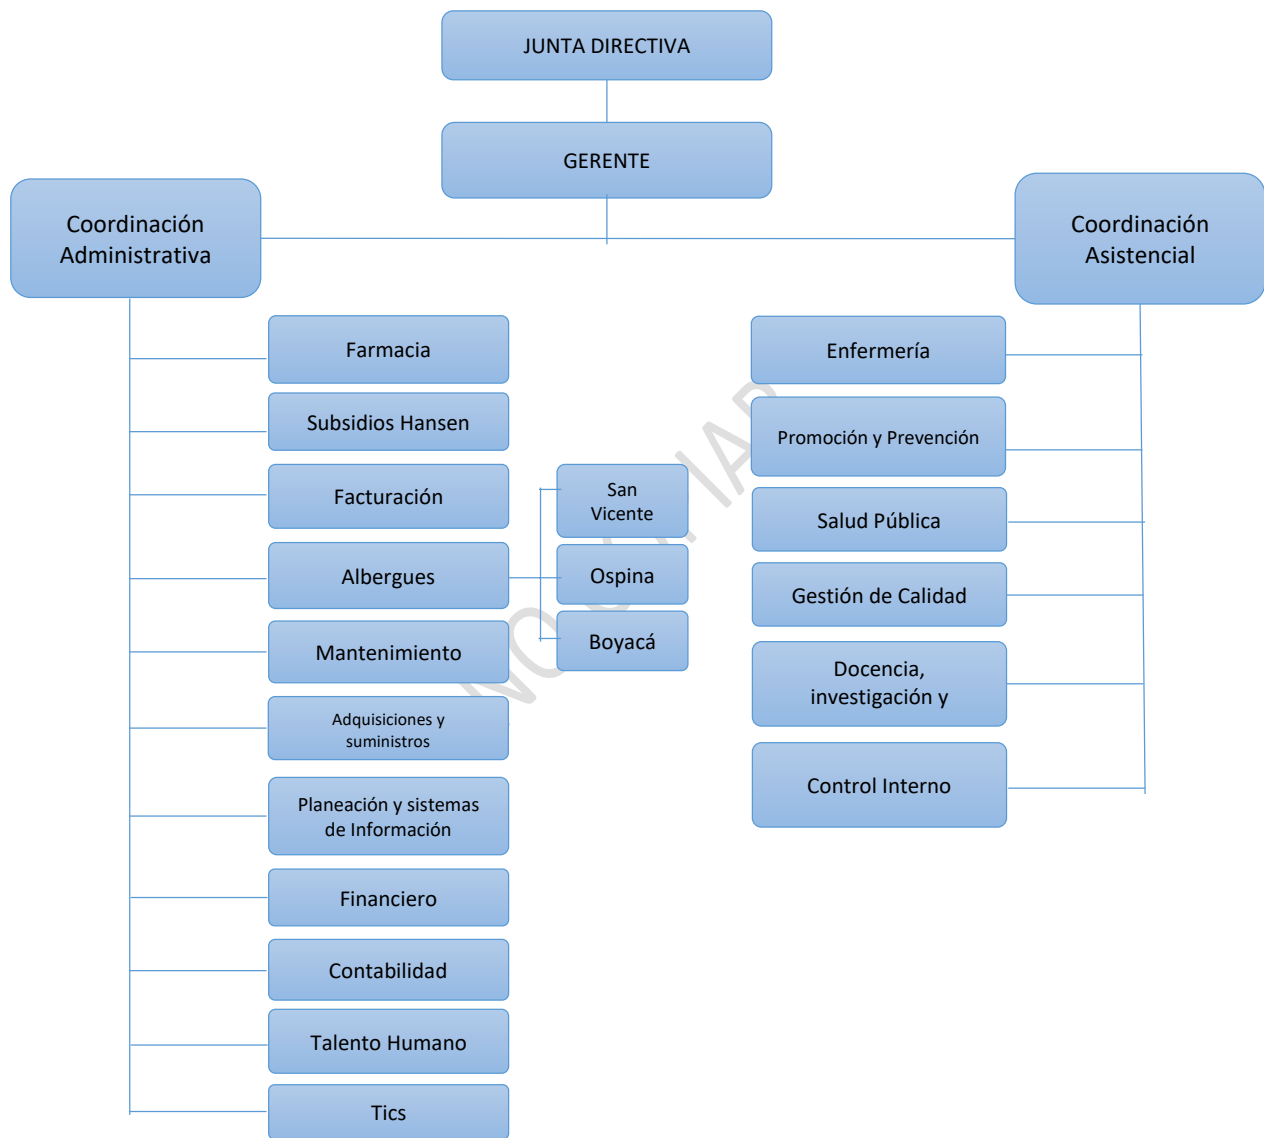 JUNTA DIRECTIVA
GERENTE
Coordinación
Administrativa
Coordinación
Asistencial
Farmacia
Subsidios Hansen
Facturación
Albergues
San
Vicente
Ospina
Boyacá
Mantenimiento
Adquisiciones y
suministros
Planeación y sistemas
de Información
Financiero
Contabilidad
Talento Humano
Tics
Enfermería
Promoción y Prevención
Salud Pública
Gestión de Calidad
Docencia,
investigación y
Control Interno
NO